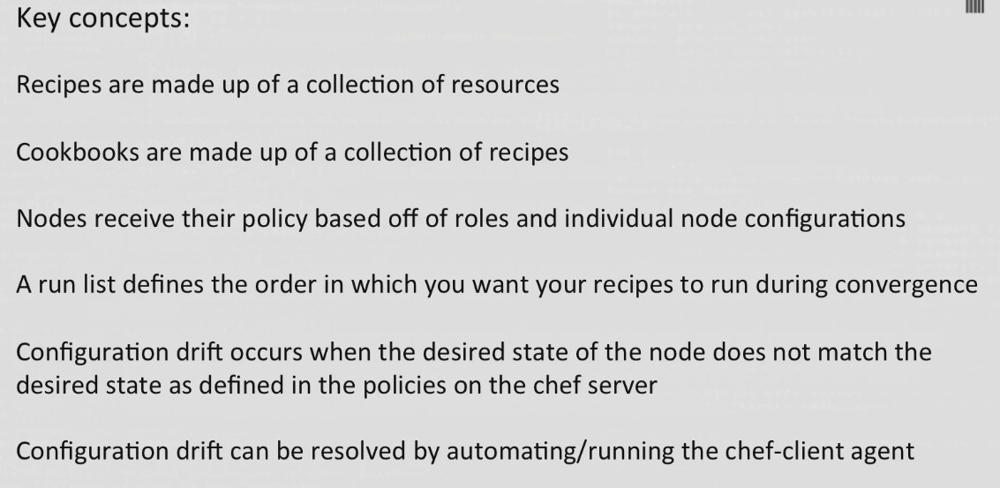 Key concepts:
Recipes are made up of a collection of resources
Cookbooks are made up of a collection of recipes
Nodes receive their policy based off of roles and individual node configurations
A run list defines the order in which you want your recipes to run during convergence
Configuration drift occurs when the desired state of the node does not match the
desired state as defined in the policies on the chef server
Configuration drift can be resolved by automating/running the chef-client agent